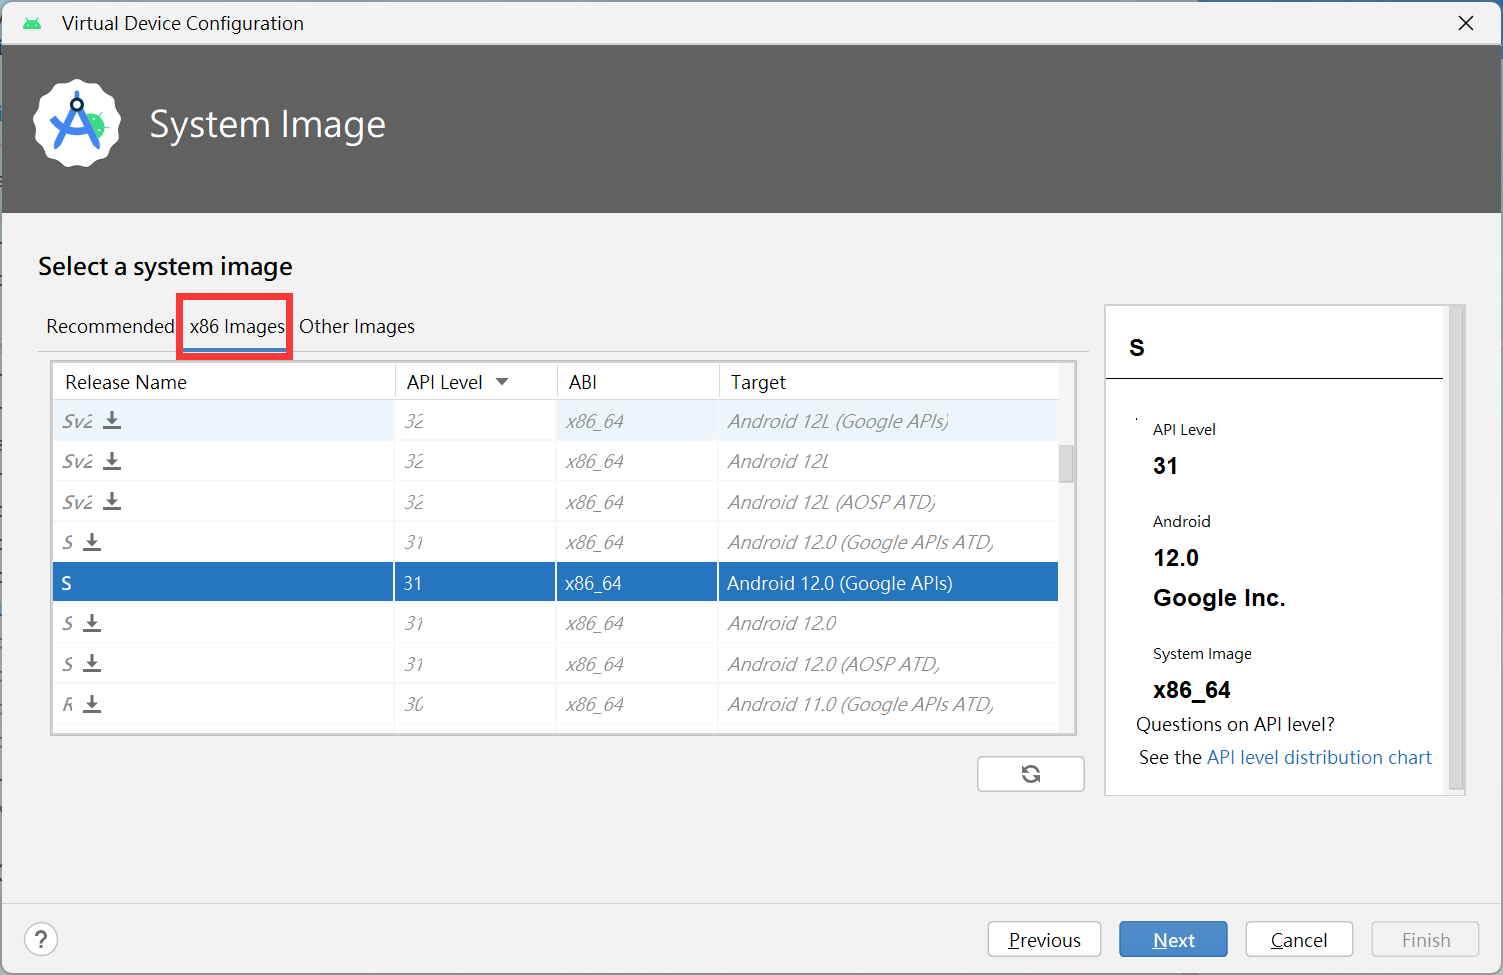 Virtual Device Configuration
System Image
Select a system image
Recommended x86 Images Other Images
Release Name API Level ABI Target
Sv2 32 x86_64 Android 12L (Google APIs)
Sv2 32 x86_64 Android 12L
Sv2 32 x86_64 Android 12L (AOSP ATD)
S 31 x86_64 Android 12.0 (Google APIs ATD)
S 31 x86_64 Android 12.0 (Google APIs)
S 31 x86_64 Android 12.0
S 31 x86_64 Android 12.0 (AOSP ATD)
R 30 x86_64 Android 11.0 (Google APIs ATD)
S
API Level
31
Android
12.0
Google Inc.
System Image
x86_64
Questions on API level?
See the API level distribution chart
? Previous Next Cancel Finish